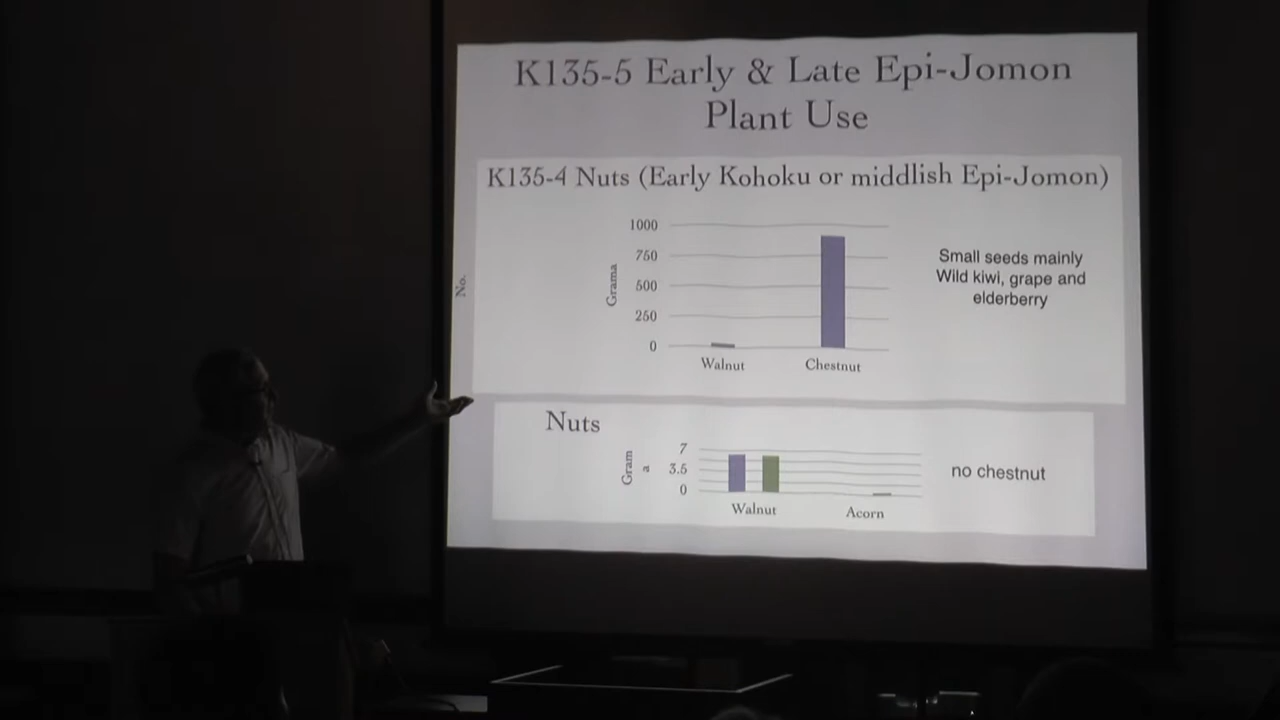 K135-5 Early & Late Epi-Jomon
Plant Use
K135-4 Nuts (Early Kohoku or middlish Epi-Jomon)
No.
Grama
1000
750
500
250
0
Walnut
Chestnut
Small seeds mainly
Wild kiwi, grape and
elderberry
Nuts
Gram
a
7
3.5
0
Walnut
Acorn
no chestnut